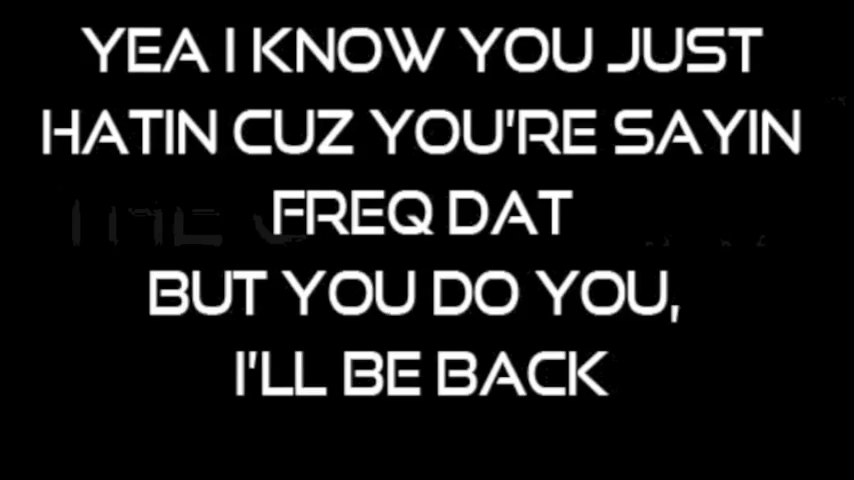 YEA I KNOW YOU JUST
HATIN CUZ YOU'RE SAYIN
FREQ DAT
BUT YOU DO YOU,
I'LL BE BACK